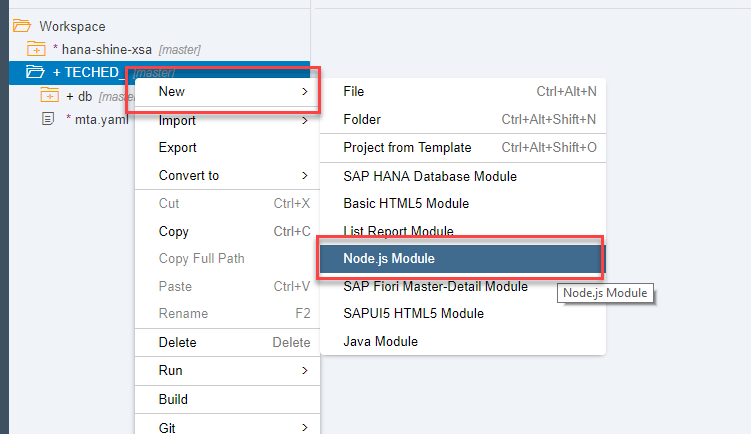 Workspace
* hana-shine-xsa [master]
+ TECHED_ [master]
+ db [master
* mta.yaml
New >
Import >
Export
Convert to >
Cut Ctrl+X
Copy Ctrl+C
Copy Full Path
Paste Ctrl+V
Rename F2
Delete Delete
Run >
Build
Git >
File Ctrl+Alt+N
Folder Ctrl+Alt+Shift+N
Project from Template Ctrl+Alt+Shift+O
SAP HANA Database Module
Basic HTML5 Module
List Report Module
Node.js Module
SAP Fiori Master-Detail Module
Node.js Module
SAPUI5 HTML5 Module
Java Module